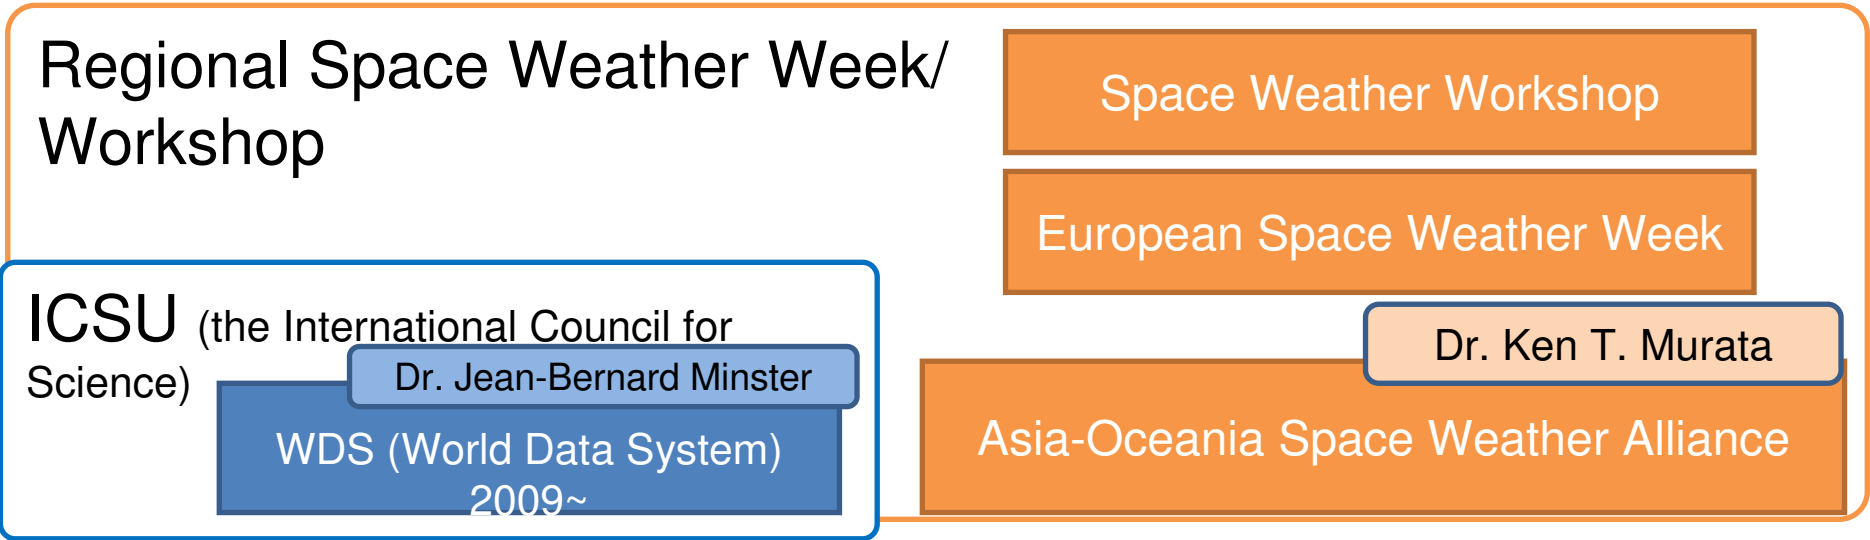 Regional Space Weather Week/
Workshop
Space Weather Workshop
European Space Weather Week
ICSU (the International Council for
Science)
Dr. Jean-Bernard Minster
WDS (World Data System)
2009~
Dr. Ken T. Murata
Asia-Oceania Space Weather Alliance